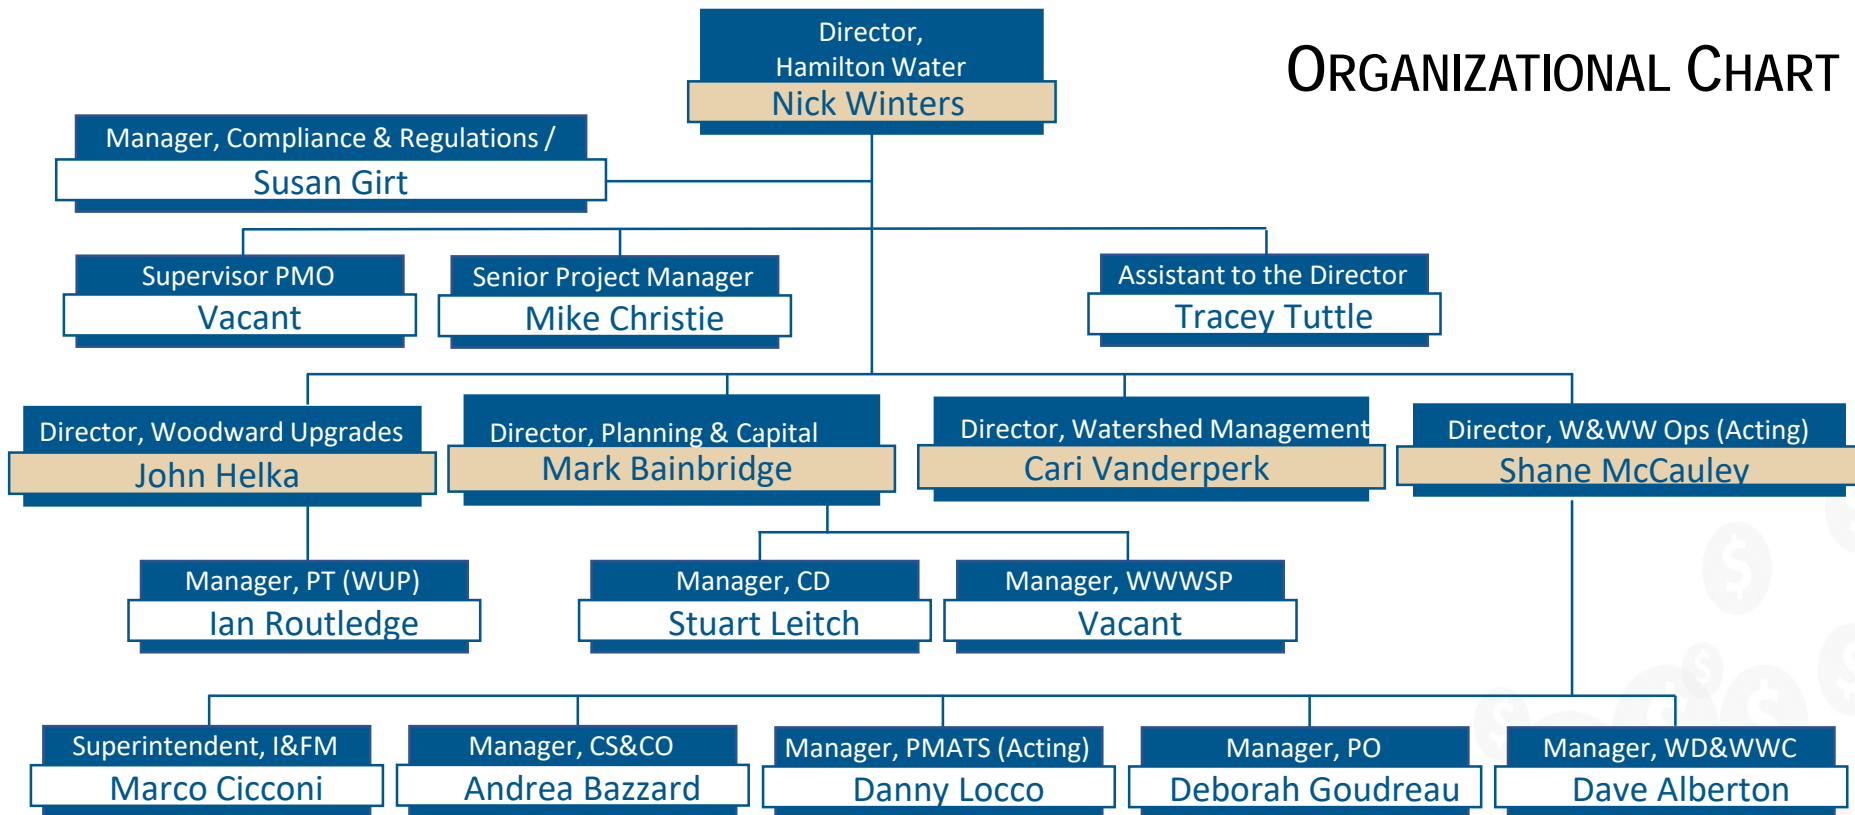 ORGANIZATIONAL CHART
Director,
Hamilton Water
Nick Winters
Manager, Compliance & Regulations /
Susan Girt
Supervisor PMO
Vacant
Senior Project Manager
Mike Christie
Assistant to the Director
Tracey Tuttle
Director, Woodward Upgrades
John Helka
Director, Planning & Capital
Mark Bainbridge
Director, Watershed Management
Cari Vanderperk
Director, W&WW Ops (Acting)
Shane McCauley
Manager, PT (WUP)
Ian Routledge
Manager, CD
Stuart Leitch
Manager, WWWSP
Vacant
Superintendent, I&FM
Marco Cicconi
Manager, CS&CO
Andrea Bazzard
Manager, PMATS (Acting)
Danny Locco
Manager, PO
Deborah Goudreau
Manager, WD&WWC
Dave Alberton